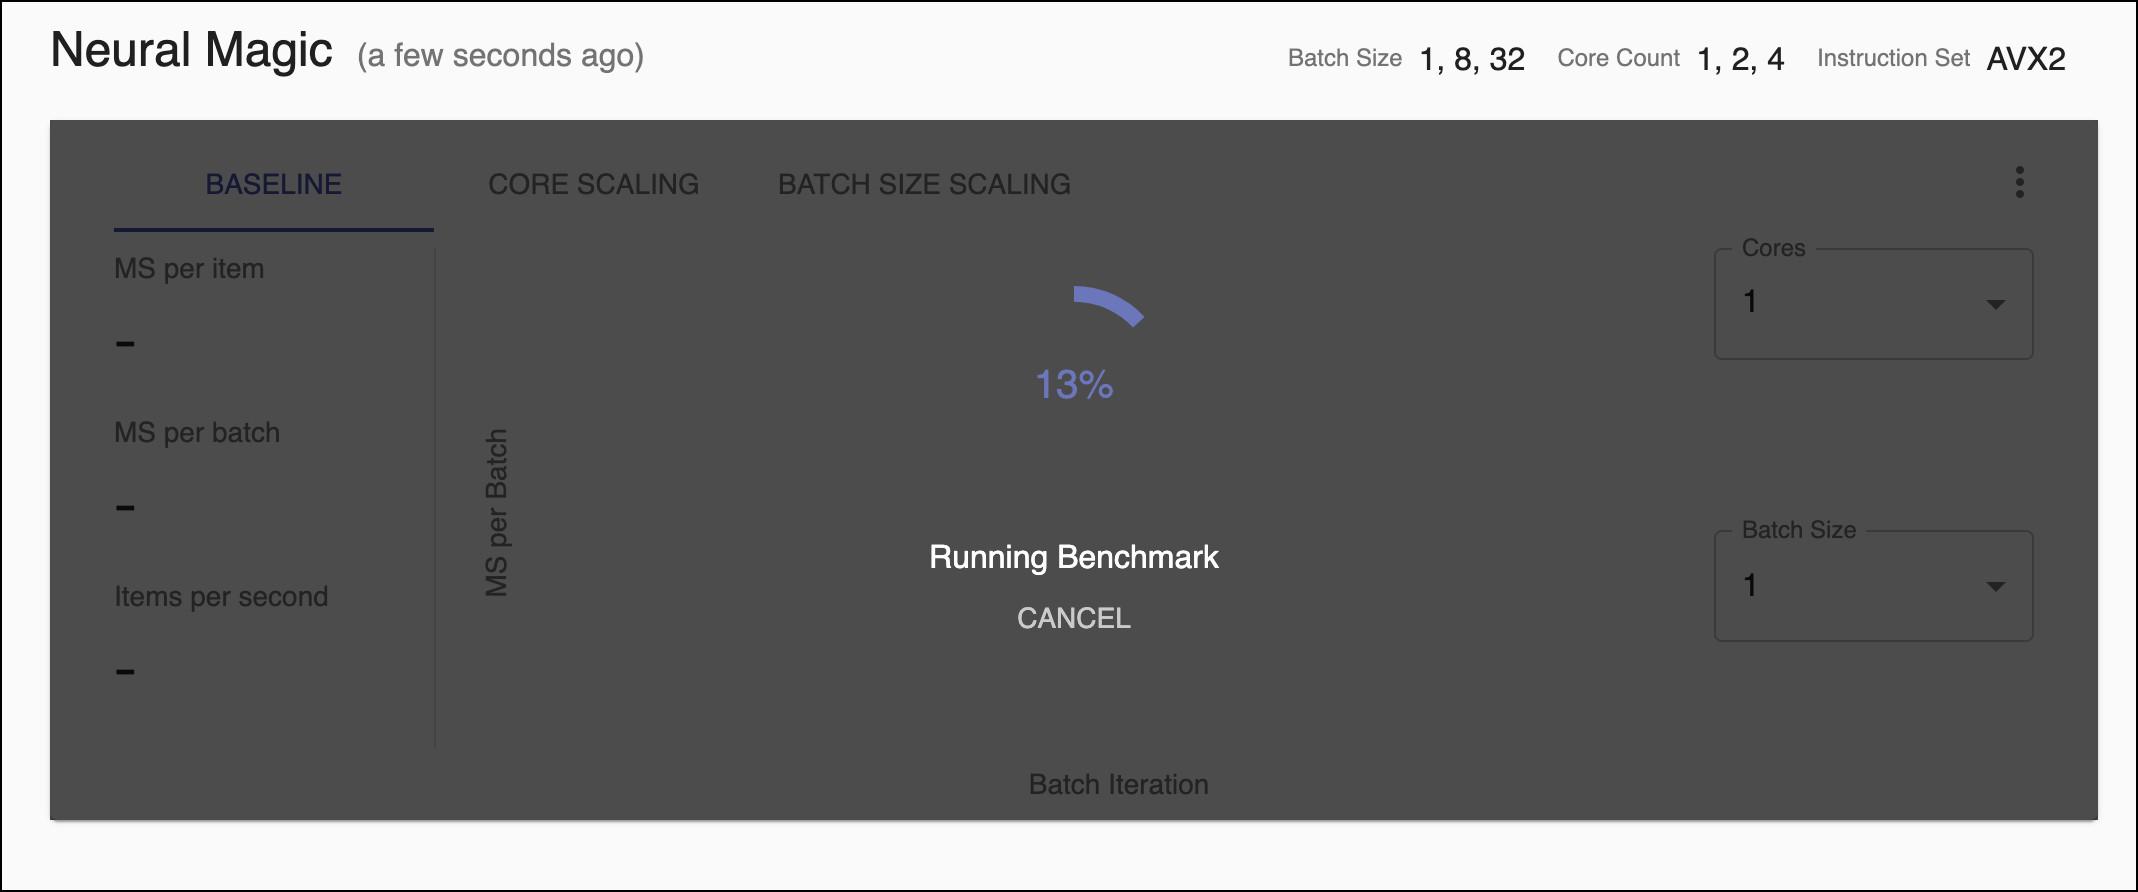 Neural Magic (a few seconds ago)
Batch Size 1, 8, 32 Core Count 1, 2, 4 Instruction Set AVX2
BASELINE CORE SCALING BATCH SIZE SCALING
MS per item
–
MS per batch
–
Items per second
–
MS per Batch
13%
Running Benchmark
CANCEL
Batch Iteration
Cores
1
Batch Size
1